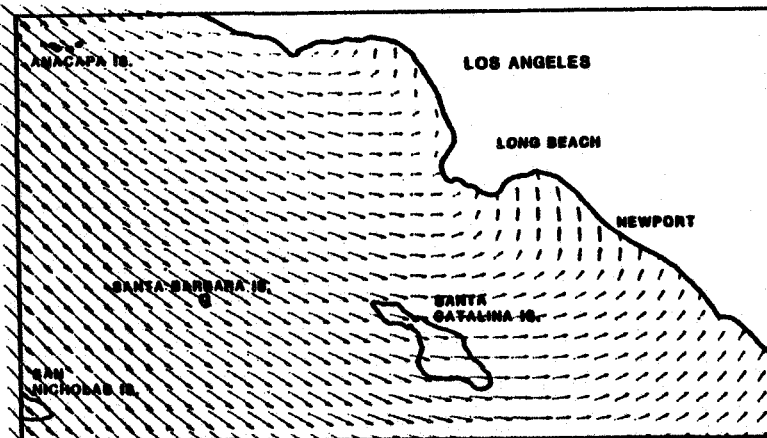 ANACAPA IS.
LOS ANGELES
LONG BEACH
NEWPORT
SANTA BARBARA IS.
SANTA
CATALINA IS.
SAN
NICHOLAS IS.